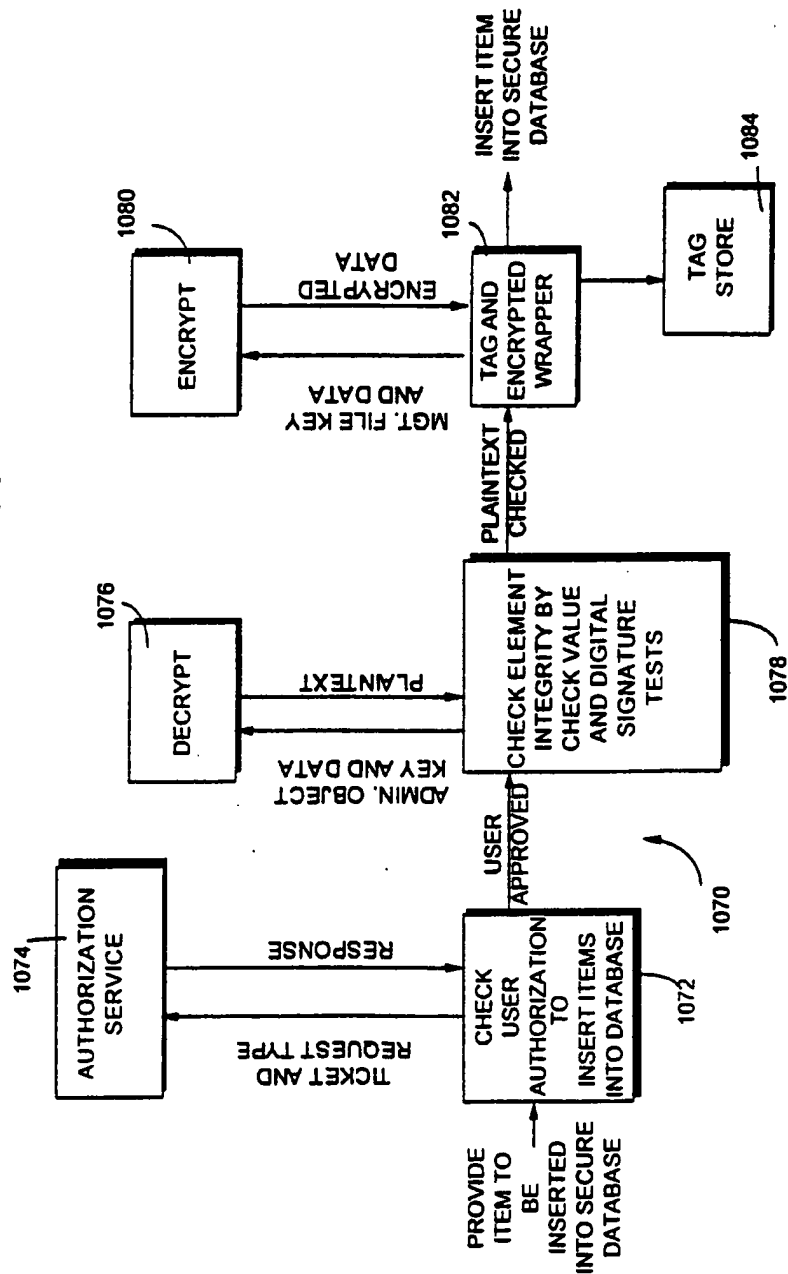 1074
AUTHORIZATION
SERVICE
TICKET AND
REQUEST TYPE
RESPONSE
PROVIDE
ITEM TO
BE
INSERTED
INTO SECURE
DATABASE
CHECK
USER
AUTHORIZATION
TO
INSERT ITEMS
INTO DATABASE
1072
USER
APPROVED
1070
1076
DECRYPT
ADMIN. OBJECT
KEY AND DATA
PLAINTEXT
CHECK ELEMENT
INTEGRITY BY
CHECK VALUE
AND DIGITAL
SIGNATURE
TESTS
1078
PLAINTEXT
CHECKED
1080
ENCRYPT
MGT. FILE KEY
AND DATA
ENCRYPTED
DATA
1082
TAG AND
ENCRYPTED
WRAPPER
INSERT ITEM
INTO SECURE
DATABASE
TAG
STORE
1084